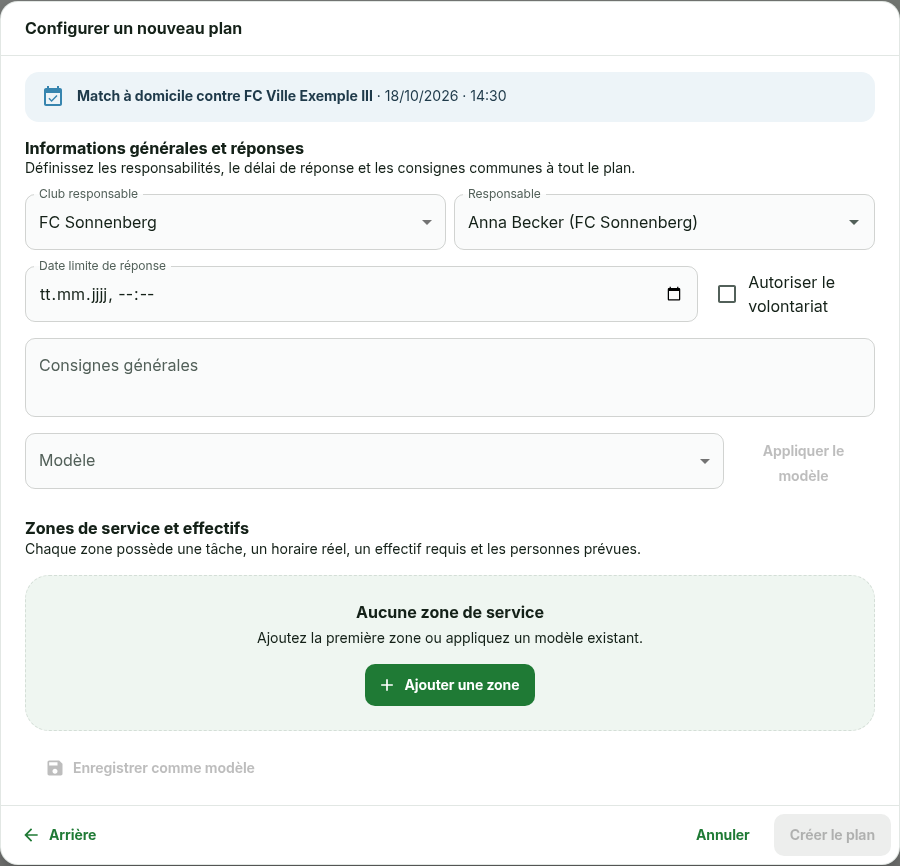 Configurer un nouveau plan
Match à domicile contre FC Ville Exemple III · 18/10/2026 · 14:30
Informations générales et réponses
Définissez les responsabilités, le délai de réponse et les consignes communes à tout le plan.
Club responsable
FC Sonnenberg
Responsable
Anna Becker (FC Sonnenberg)
Date limite de réponse
tt.mm.jjjj, --:--
Autoriser le
volontariat
Consignes générales
Modèle
Appliquer le
modèle
Zones de service et effectifs
Chaque zone possède une tâche, un horaire réel, un effectif requis et les personnes prévues.
Aucune zone de service
Ajoutez la première zone ou appliquez un modèle existant.
Ajouter une zone
Enregistrer comme modèle
Arrière
Annuler
Créer le plan